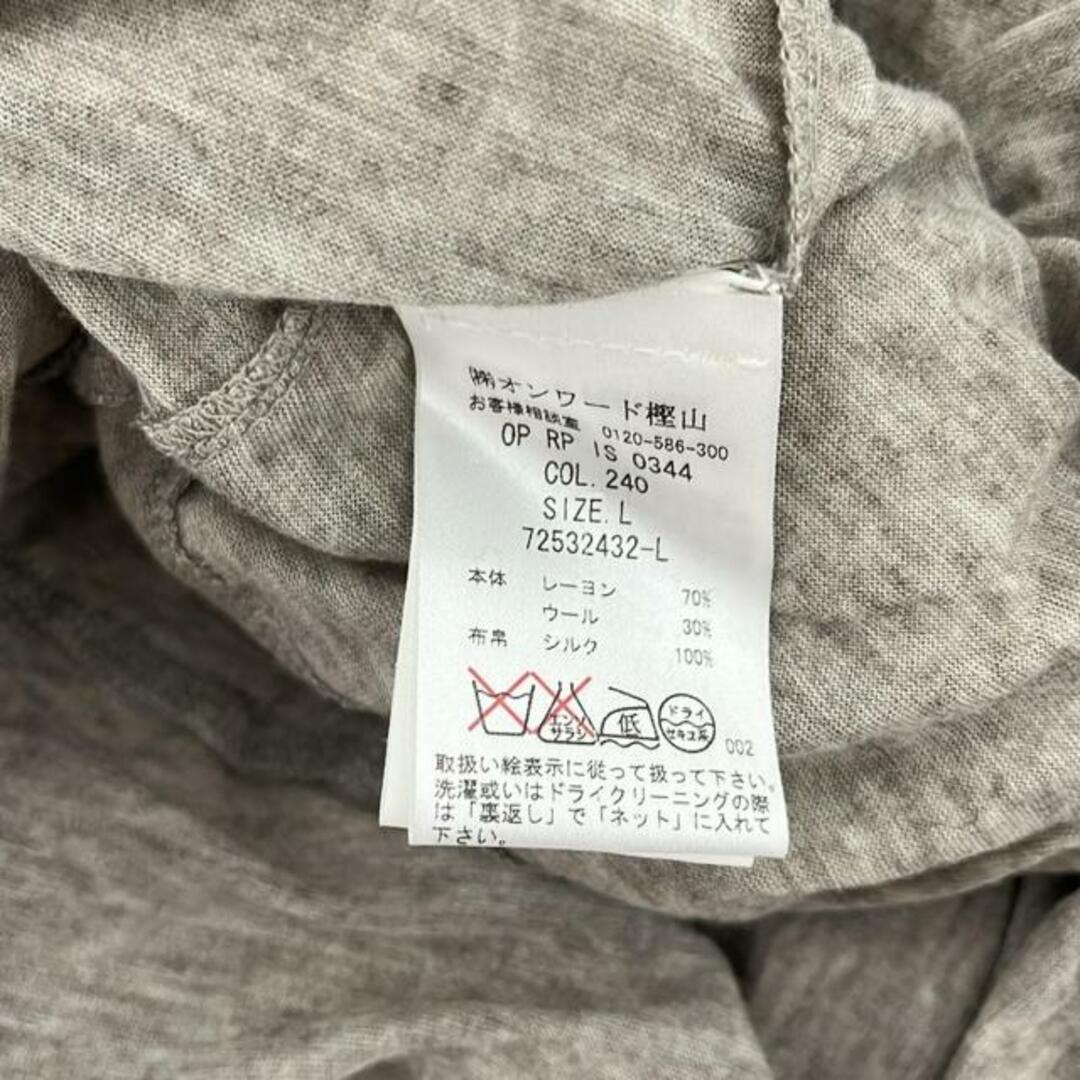 ㈱オンワード樫山
お客様相談室 0120-586-300
OP RP IS 0344
COL. 240
SIZE. L
72532432-L
本体 レーヨン 70%
ウール 30%
布帛 シルク 100%
エンソ
サラシ
低
ドライ
セキユ系
002
取扱い絵表示に従って扱って下さい。
洗濯或いはドライクリーニングの際
は「裏返し」で「ネット」に入れて
下さい。